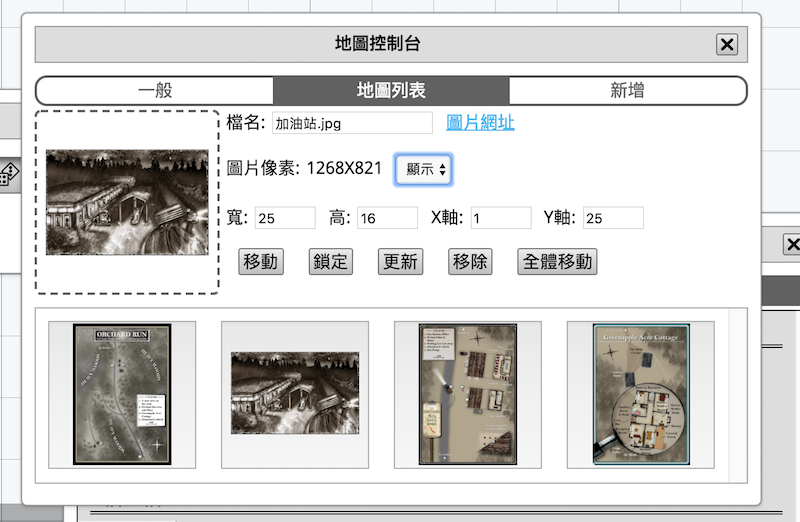 地圖控制台
一般 地圖列表 新增
檔名: 加油站.jpg 圖片網址
圖片像素: 1268X821 顯示
寬: 25 高: 16 X軸: 1 Y軸: 25
移動 鎖定 更新 移除 全體移動
ORCHARD RUN
Greenapple Acre Cottage